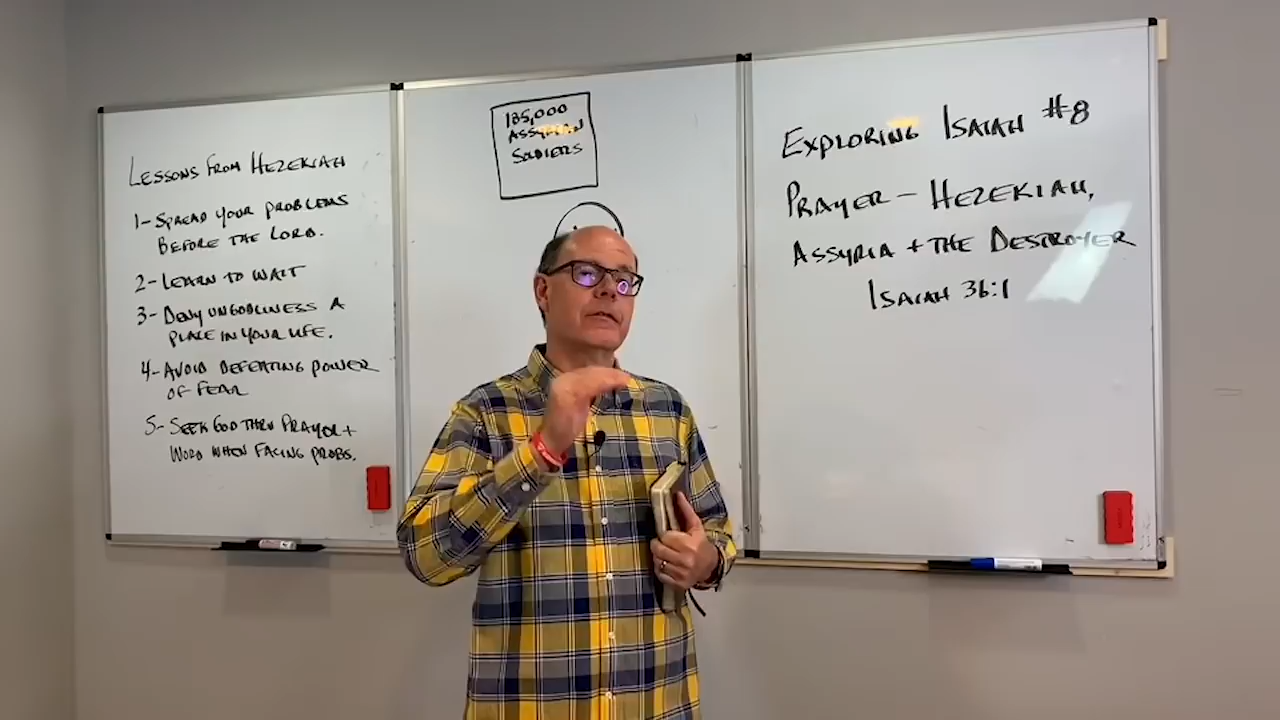 LESSONS FROM HEZEKIAH
1- SPREAD YOUR PROBLEMS
BEFORE THE LORD.
2- LEARN TO WAIT
3- DENY UNGODLINESS A
PLACE IN YOUR LIFE.
4- AVOID DEFEATING POWER
OF FEAR
5- SEEK GOD THRU PRAYER +
WORD WHEN FACING PROBS.
185,000
ASSYRIAN
SOLDIERS
EXPLORING ISAIAH #8
PRAYER - HEZEKIAH,
ASSYRIA + THE DESTROYER
ISAIAH 36:1